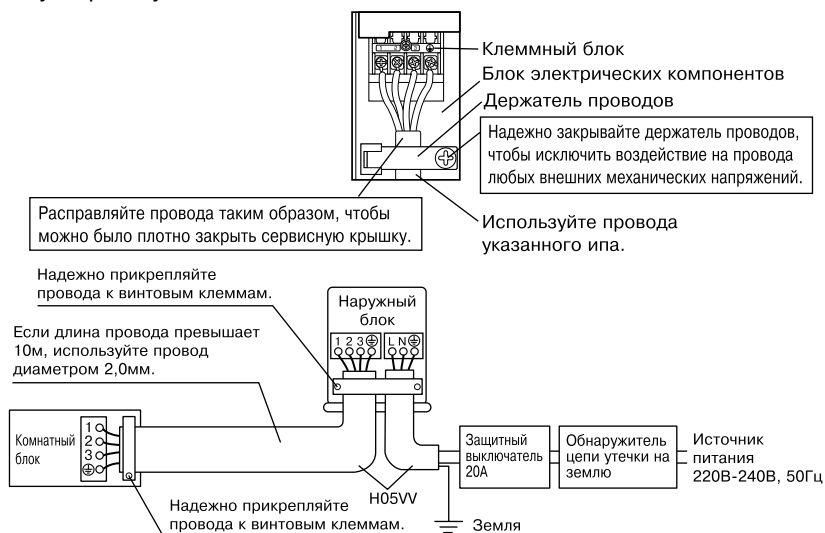 Клеммный блок
Блок электрических компонентов
Держатель проводов
Надежно закрывайте держатель проводов,
чтобы исключить воздействие на провода
любых внешних механических напряжений.
Расправляйте провода таким образом, чтобы
можно было плотно закрыть сервисную крышку.
Используйте провода
указанного ипа.
Надежно прикрепляйте
провода к винтовым клеммам.
Наружный
блок
1 2 3 L N
Если длина провода превышает
10м, используйте провод
диаметром 2,0мм.
Комнатный
блок
1
2
3
Защитный
выключатель
20А
Обнаружитель
цепи утечки на
землю
Источник
питания
220В-240В, 50Гц
H05VV
Надежно прикрепляйте
провода к винтовым клеммам.
Земля